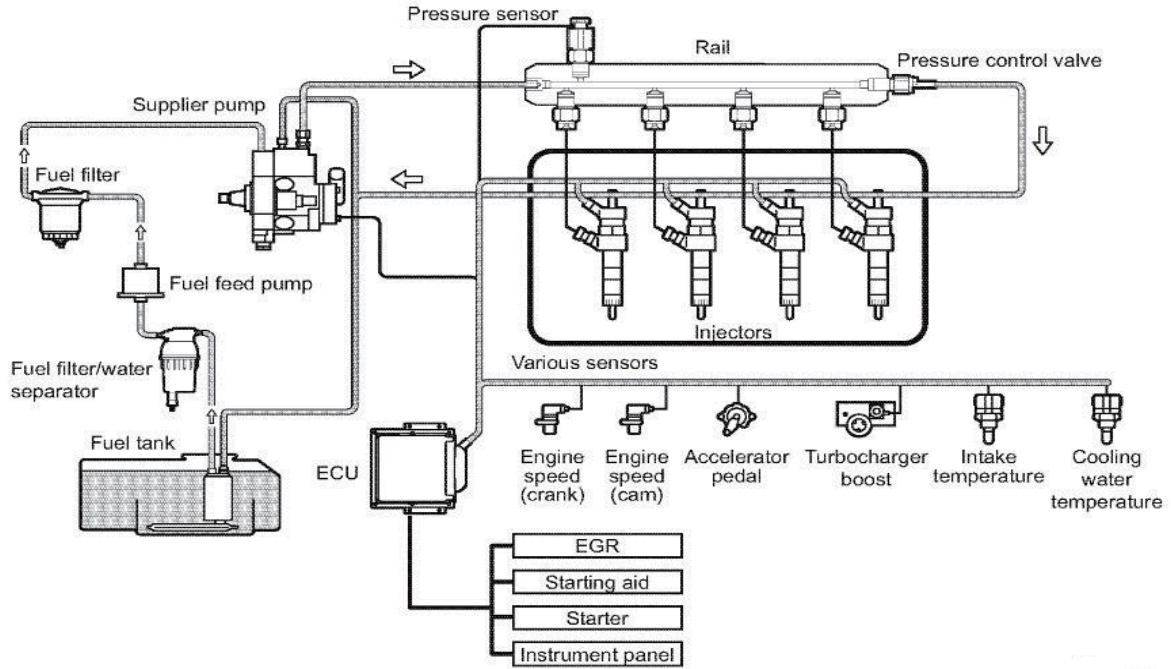 Pressure sensor
Rail
Pressure control valve
Supplier pump
Fuel filter
Fuel feed pump
Injectors
Fuel filter/water
separator
Various sensors
Fuel tank
ECU
Engine
speed
(crank)
Engine
speed
(cam)
Accelerator
pedal
Turbocharger
boost
Intake
temperature
Cooling
water
temperature
EGR
Starting aid
Starter
Instrument panel